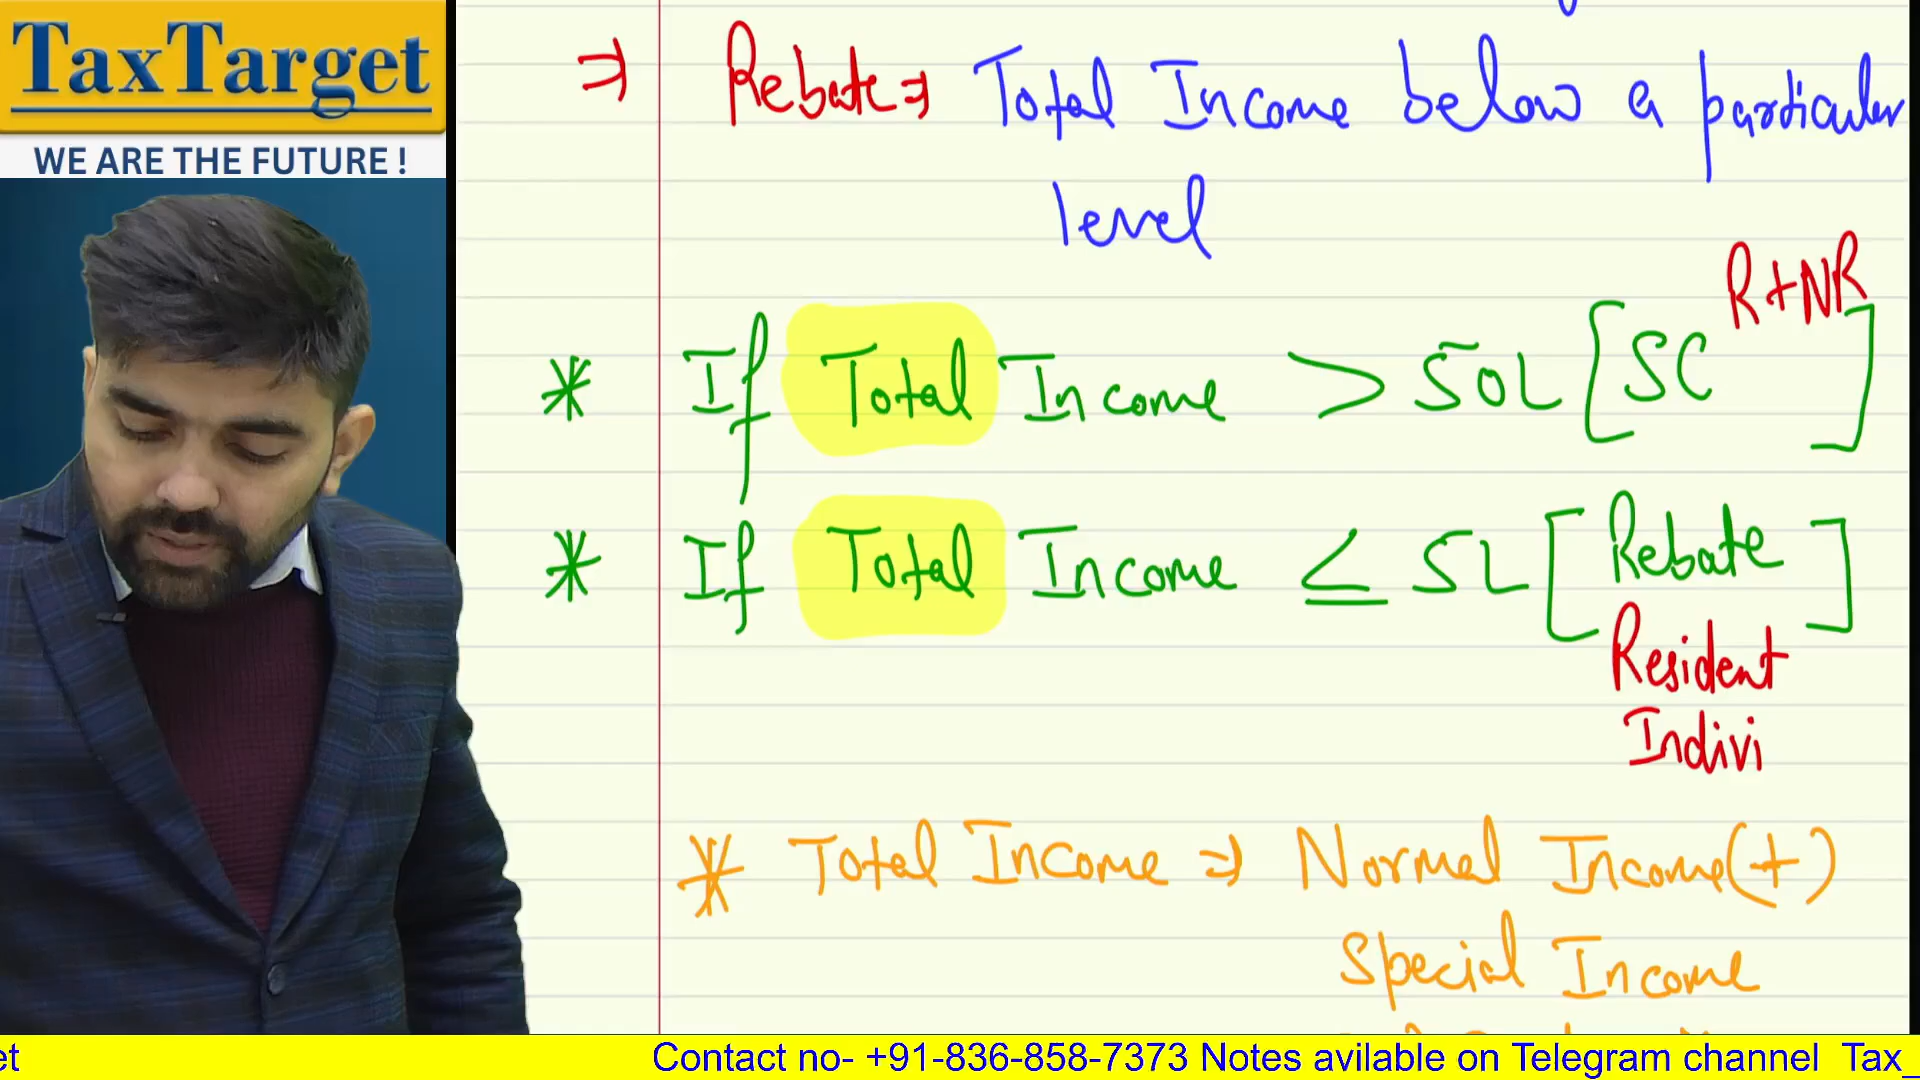 TaxTarget
WE ARE THE FUTURE !
⇒ Rebate ⇒ Total Income below a particular
level
R+NR
* If Total Income > 50L [SC]
* If Total Income ≤ 5L [Rebate]
Resident
Indivi
* Total Income ⇒ Normal Income (+)
Special Income
et
Contact no- +91-836-858-7373 Notes avilable on Telegram channel Tax_